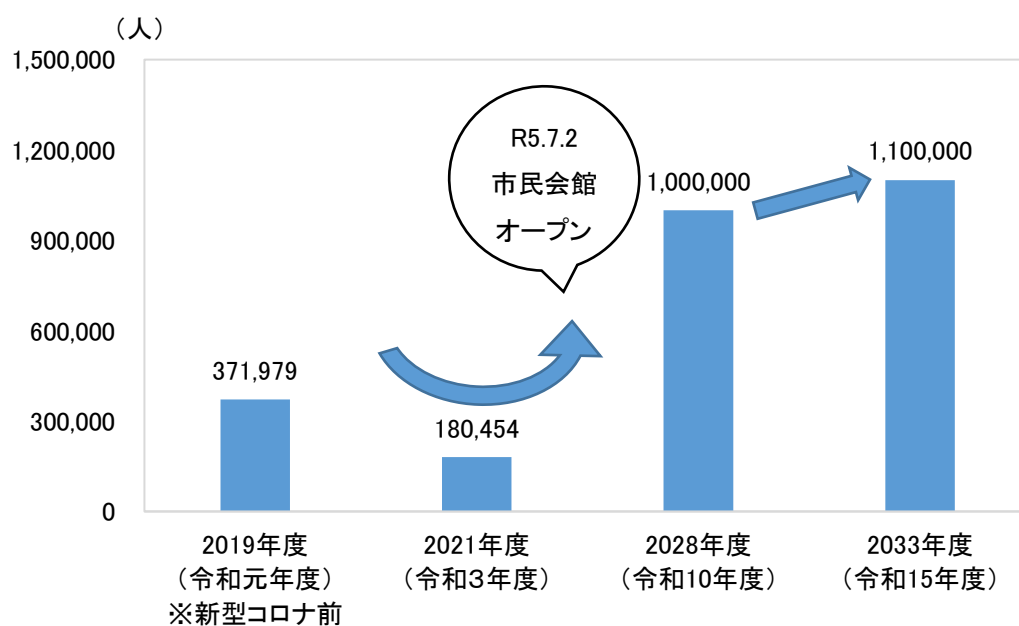 （人）
1,500,000
1,200,000
900,000
600,000
300,000
0
371,979
180,454
R5.7.2
市民会館
オープン
1,000,000
1,100,000
2019年度
（令和元年度）
※新型コロナ前
2021年度
（令和３年度）
2028年度
（令和10年度）
2033年度
（令和15年度）